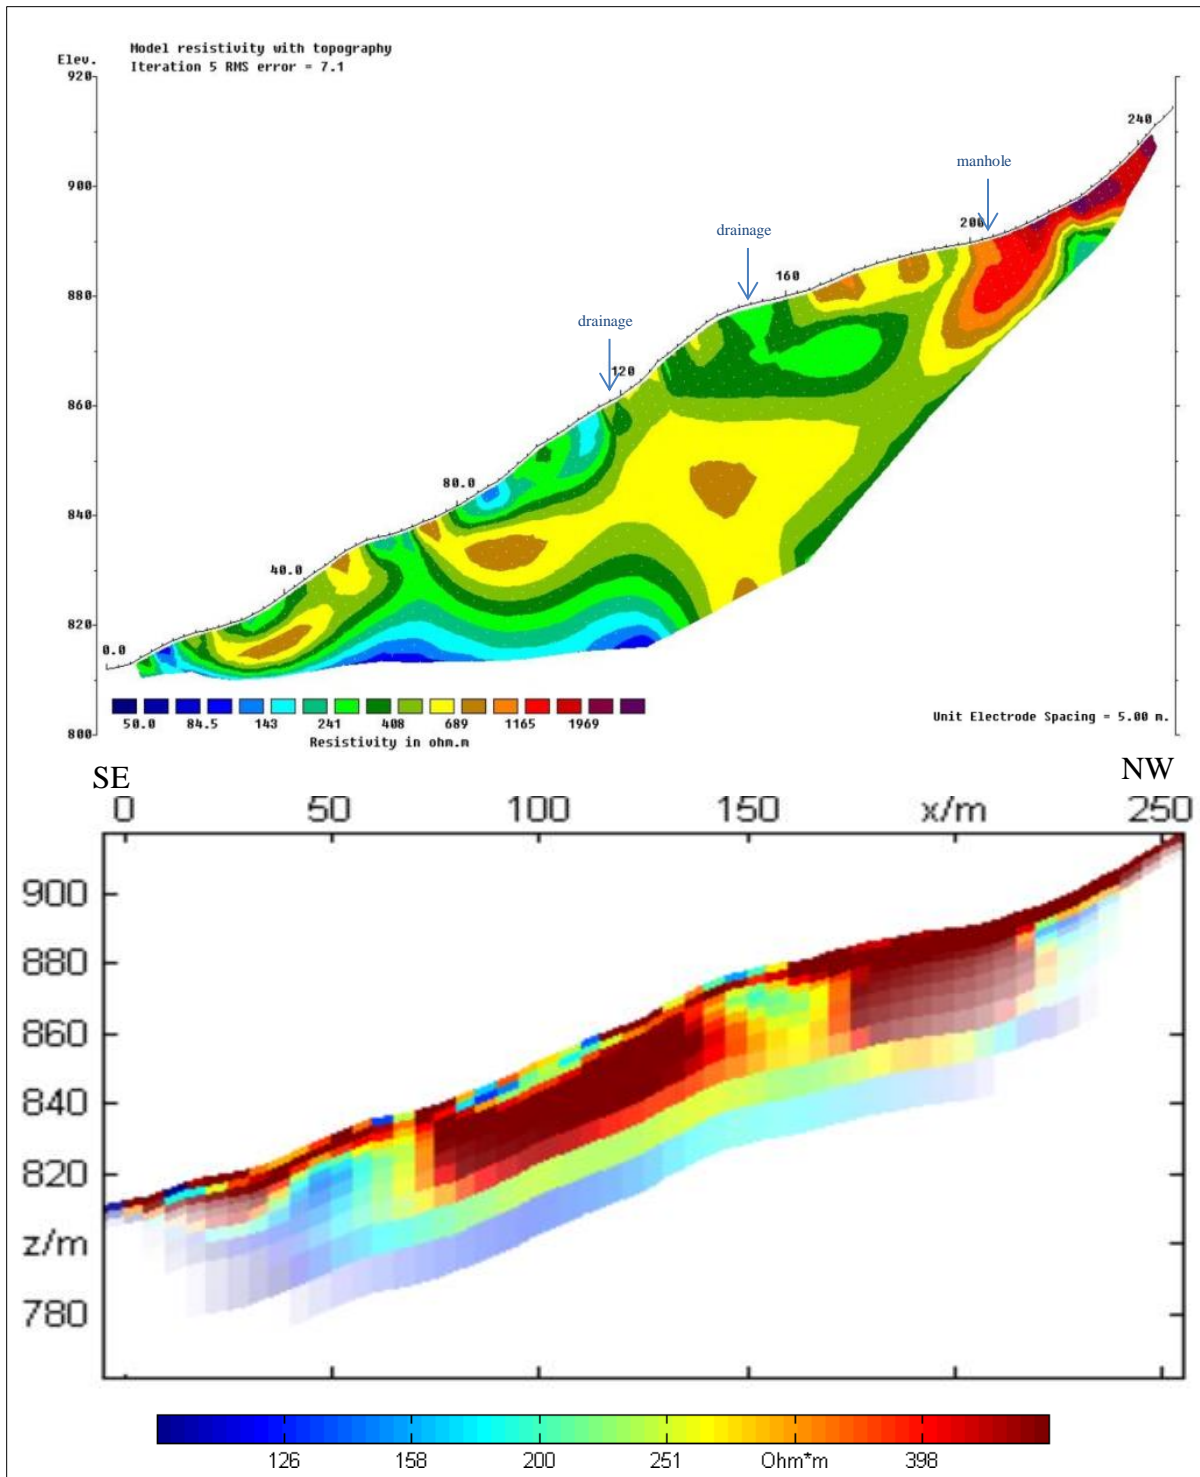 Model resistivity with topography
Elev.
Iteration 5 RMS error = 7.1
920
240
manhole
900
200
drainage
160
880
drainage
120
860
80.0
840
40.0
820
0.0
50.0 84.5 143 241 408 689 1165 1969
Unit Electrode Spacing = 5.00 m.
800
Resistivity in ohm.m
SE NW
0 50 100 150 x/m 250
900
880
860
840
820
z/m
780
126 158 200 251 Ohm*m 398